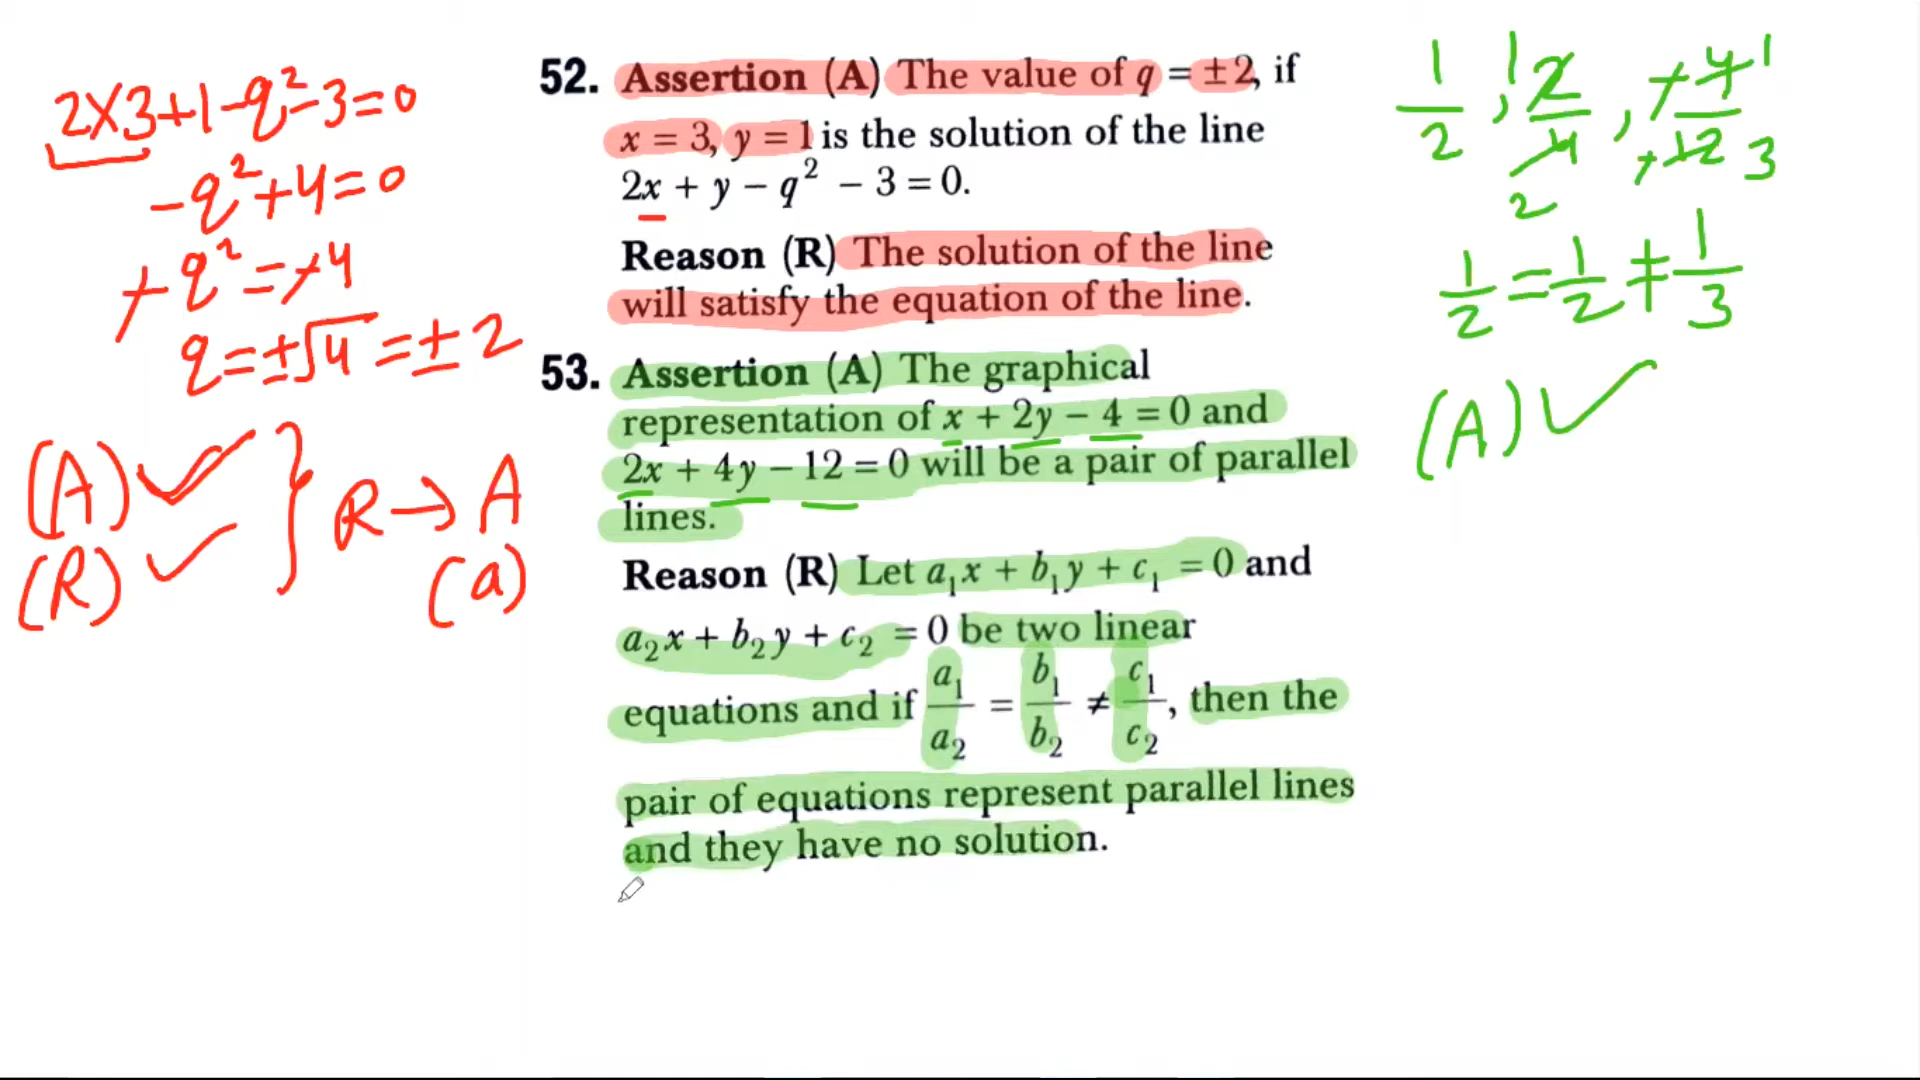 2×3+1-q²-3=0
-q²+4=0
+q²=+4
q=±√4=±2
(A)✓
(R)✓
} R→A
(a)
52. Assertion (A) The value of q = ±2, if
x = 3, y = 1 is the solution of the line
2x + y − q² − 3 = 0.
Reason (R) The solution of the line
will satisfy the equation of the line.
53. Assertion (A) The graphical
representation of x + 2y − 4 = 0 and
2x + 4y − 12 = 0 will be a pair of parallel
lines.
Reason (R) Let a₁x + b₁y + c₁ = 0 and
a₂x + b₂y + c₂ = 0 be two linear
equations and if a₁/a₂ = b₁/b₂ ≠ c₁/c₂, then the
pair of equations represent parallel lines
and they have no solution.
1/2, 2/4, +4/+12
1 2 1 3
1/2=1/2≠1/3
(A)✓